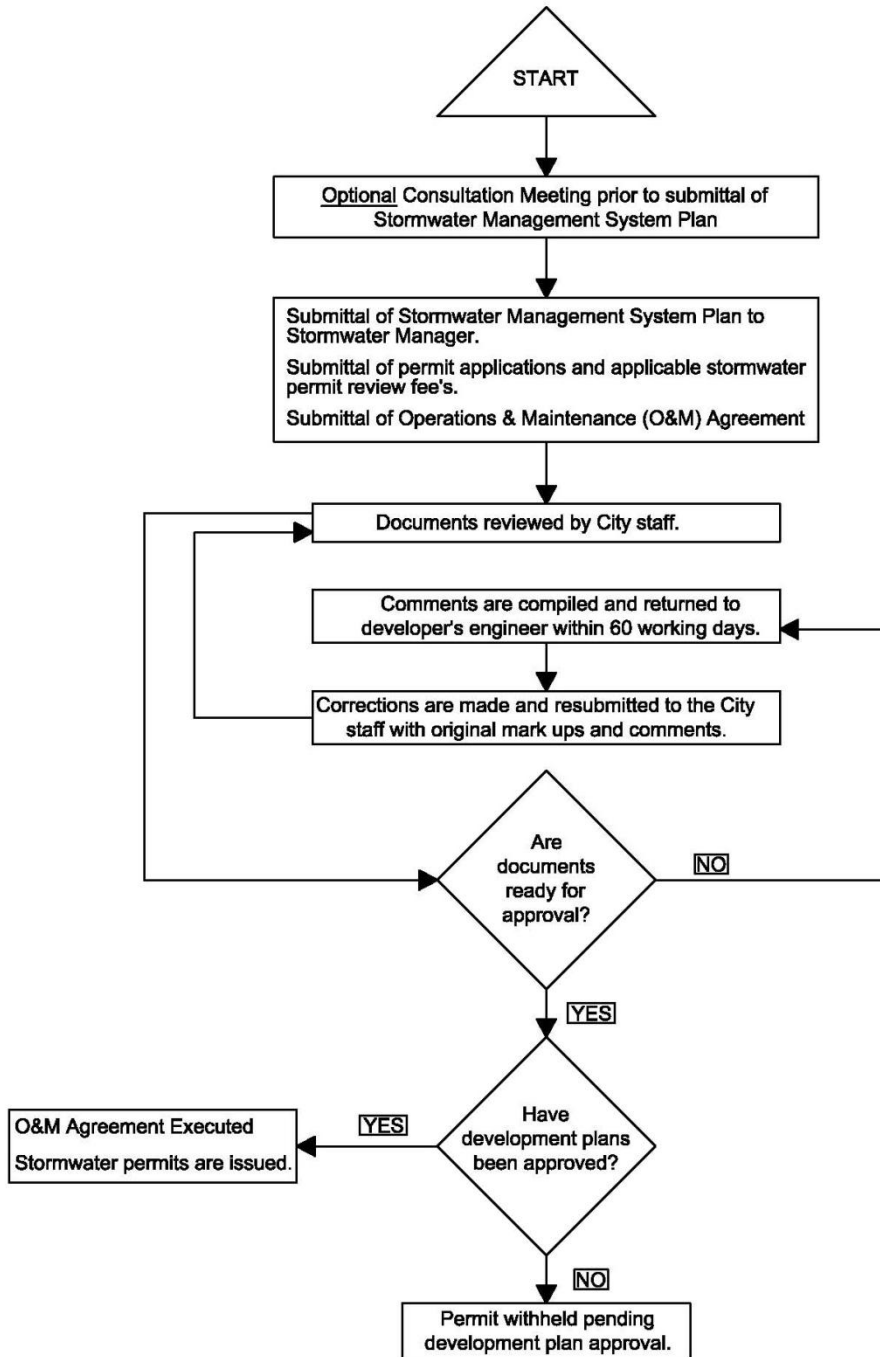 START
Optional Consultation Meeting prior to submittal of
Stormwater Management System Plan
Submittal of Stormwater Management System Plan to
Stormwater Manager.
Submittal of permit applications and applicable stormwater
permit review fee's.
Submittal of Operations & Maintenance (O&M) Agreement
Documents reviewed by City staff.
Comments are compiled and returned to
developer's engineer within 60 working days.
Corrections are made and resubmitted to the City
staff with original mark ups and comments.
Are
documents
ready for
approval?
NO
YES
Have
development plans
been approved?
YES
O&M Agreement Executed
Stormwater permits are issued.
NO
Permit withheld pending
development plan approval.